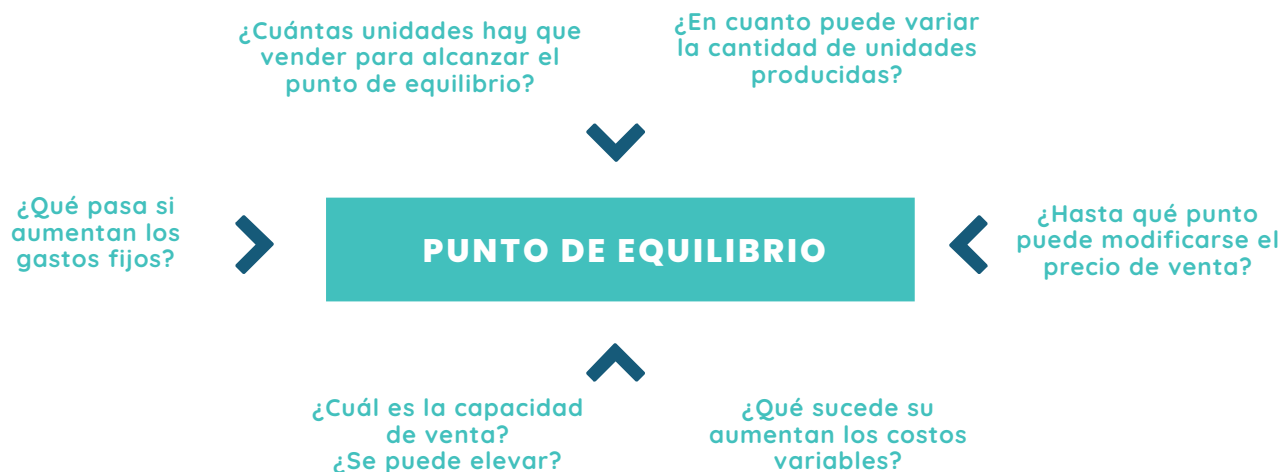 ¿Cuántas unidades hay que
vender para alcanzar el
punto de equilibrio?
¿En cuanto puede variar
la cantidad de unidades
producidas?
¿Qué pasa si
aumentan los
gastos fijos?
PUNTO DE EQUILIBRIO
¿Hasta qué punto
puede modificarse el
precio de venta?
¿Cuál es la capacidad
de venta?
¿Se puede elevar?
¿Qué sucede su
aumentan los costos
variables?